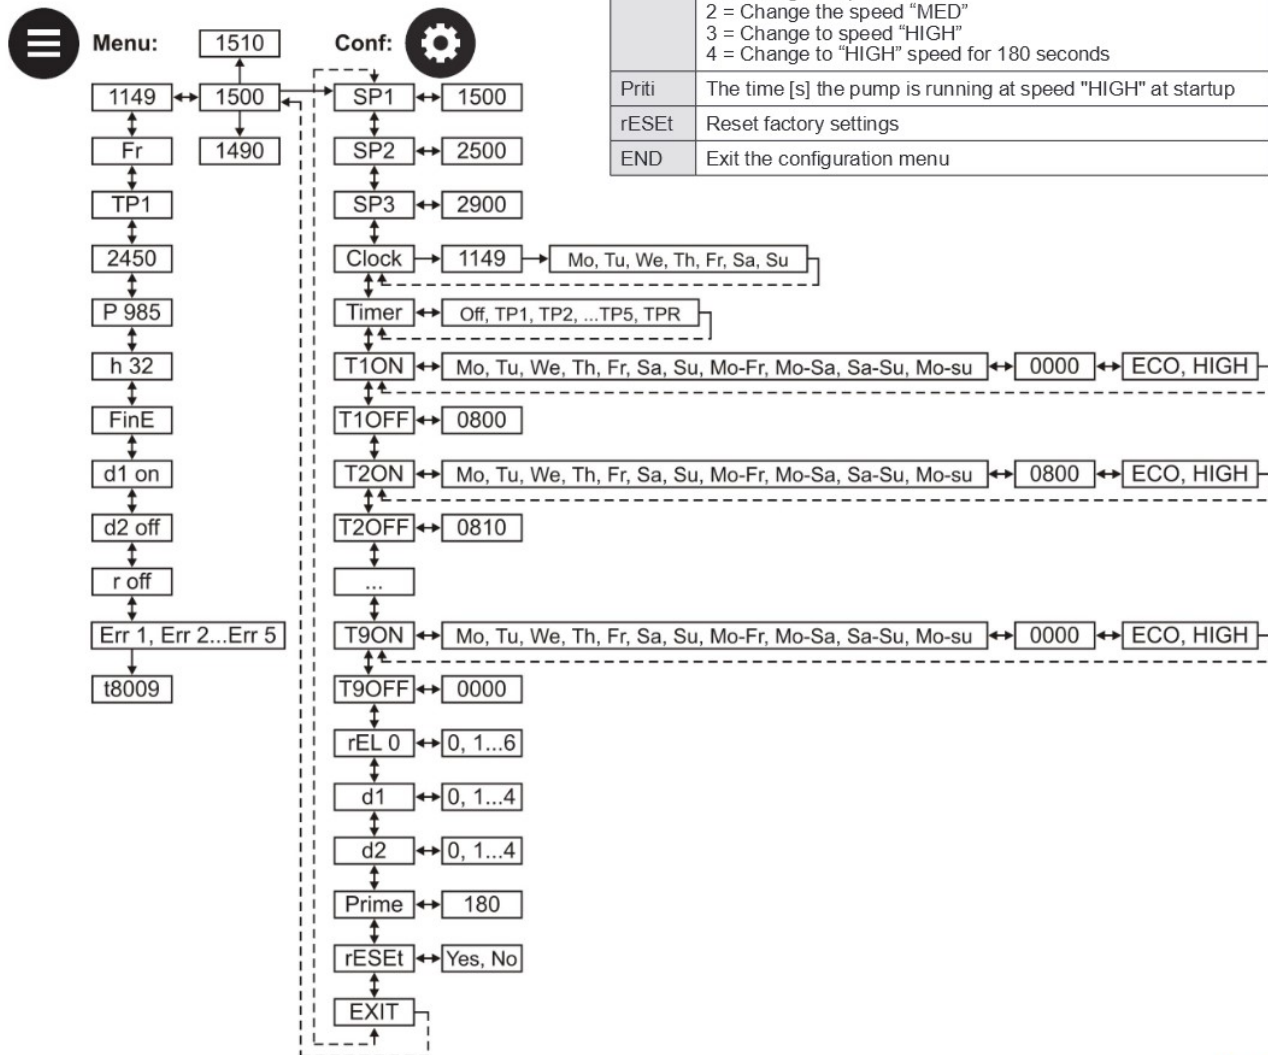 Menu:
1510
Conf:
2 = Change the speed “MED”
3 = Change to speed “HIGH”
4 = Change to “HIGH” speed for 180 seconds
Priti The time [s] the pump is running at speed "HIGH" at startup
rESEt Reset factory settings
END Exit the configuration menu
1149 1500 SP1 1500
Fr 1490 SP2 2500
TP1 SP3 2900
2450 Clock 1149 Mo, Tu, We, Th, Fr, Sa, Su
P 985 Timer Off, TP1, TP2, ...TP5, TPR
h 32 T1ON Mo, Tu, We, Th, Fr, Sa, Su, Mo-Fr, Mo-Sa, Sa-Su, Mo-su 0000 ECO, HIGH
FinE T1OFF 0800
d1 on T2ON Mo, Tu, We, Th, Fr, Sa, Su, Mo-Fr, Mo-Sa, Sa-Su, Mo-su 0800 ECO, HIGH
d2 off T2OFF 0810
r off ...
Err 1, Err 2...Err 5 T9ON Mo, Tu, We, Th, Fr, Sa, Su, Mo-Fr, Mo-Sa, Sa-Su, Mo-su 0000 ECO, HIGH
t8009 T9OFF 0000
rEL 0 0, 1...6
d1 0, 1...4
d2 0, 1...4
Prime 180
rESEt Yes, No
EXIT